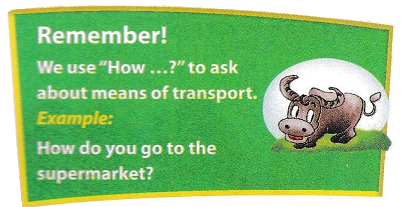 Remember!
We use “How ...?” to ask
about means of transport.
Example:
How do you go to the
supermarket?